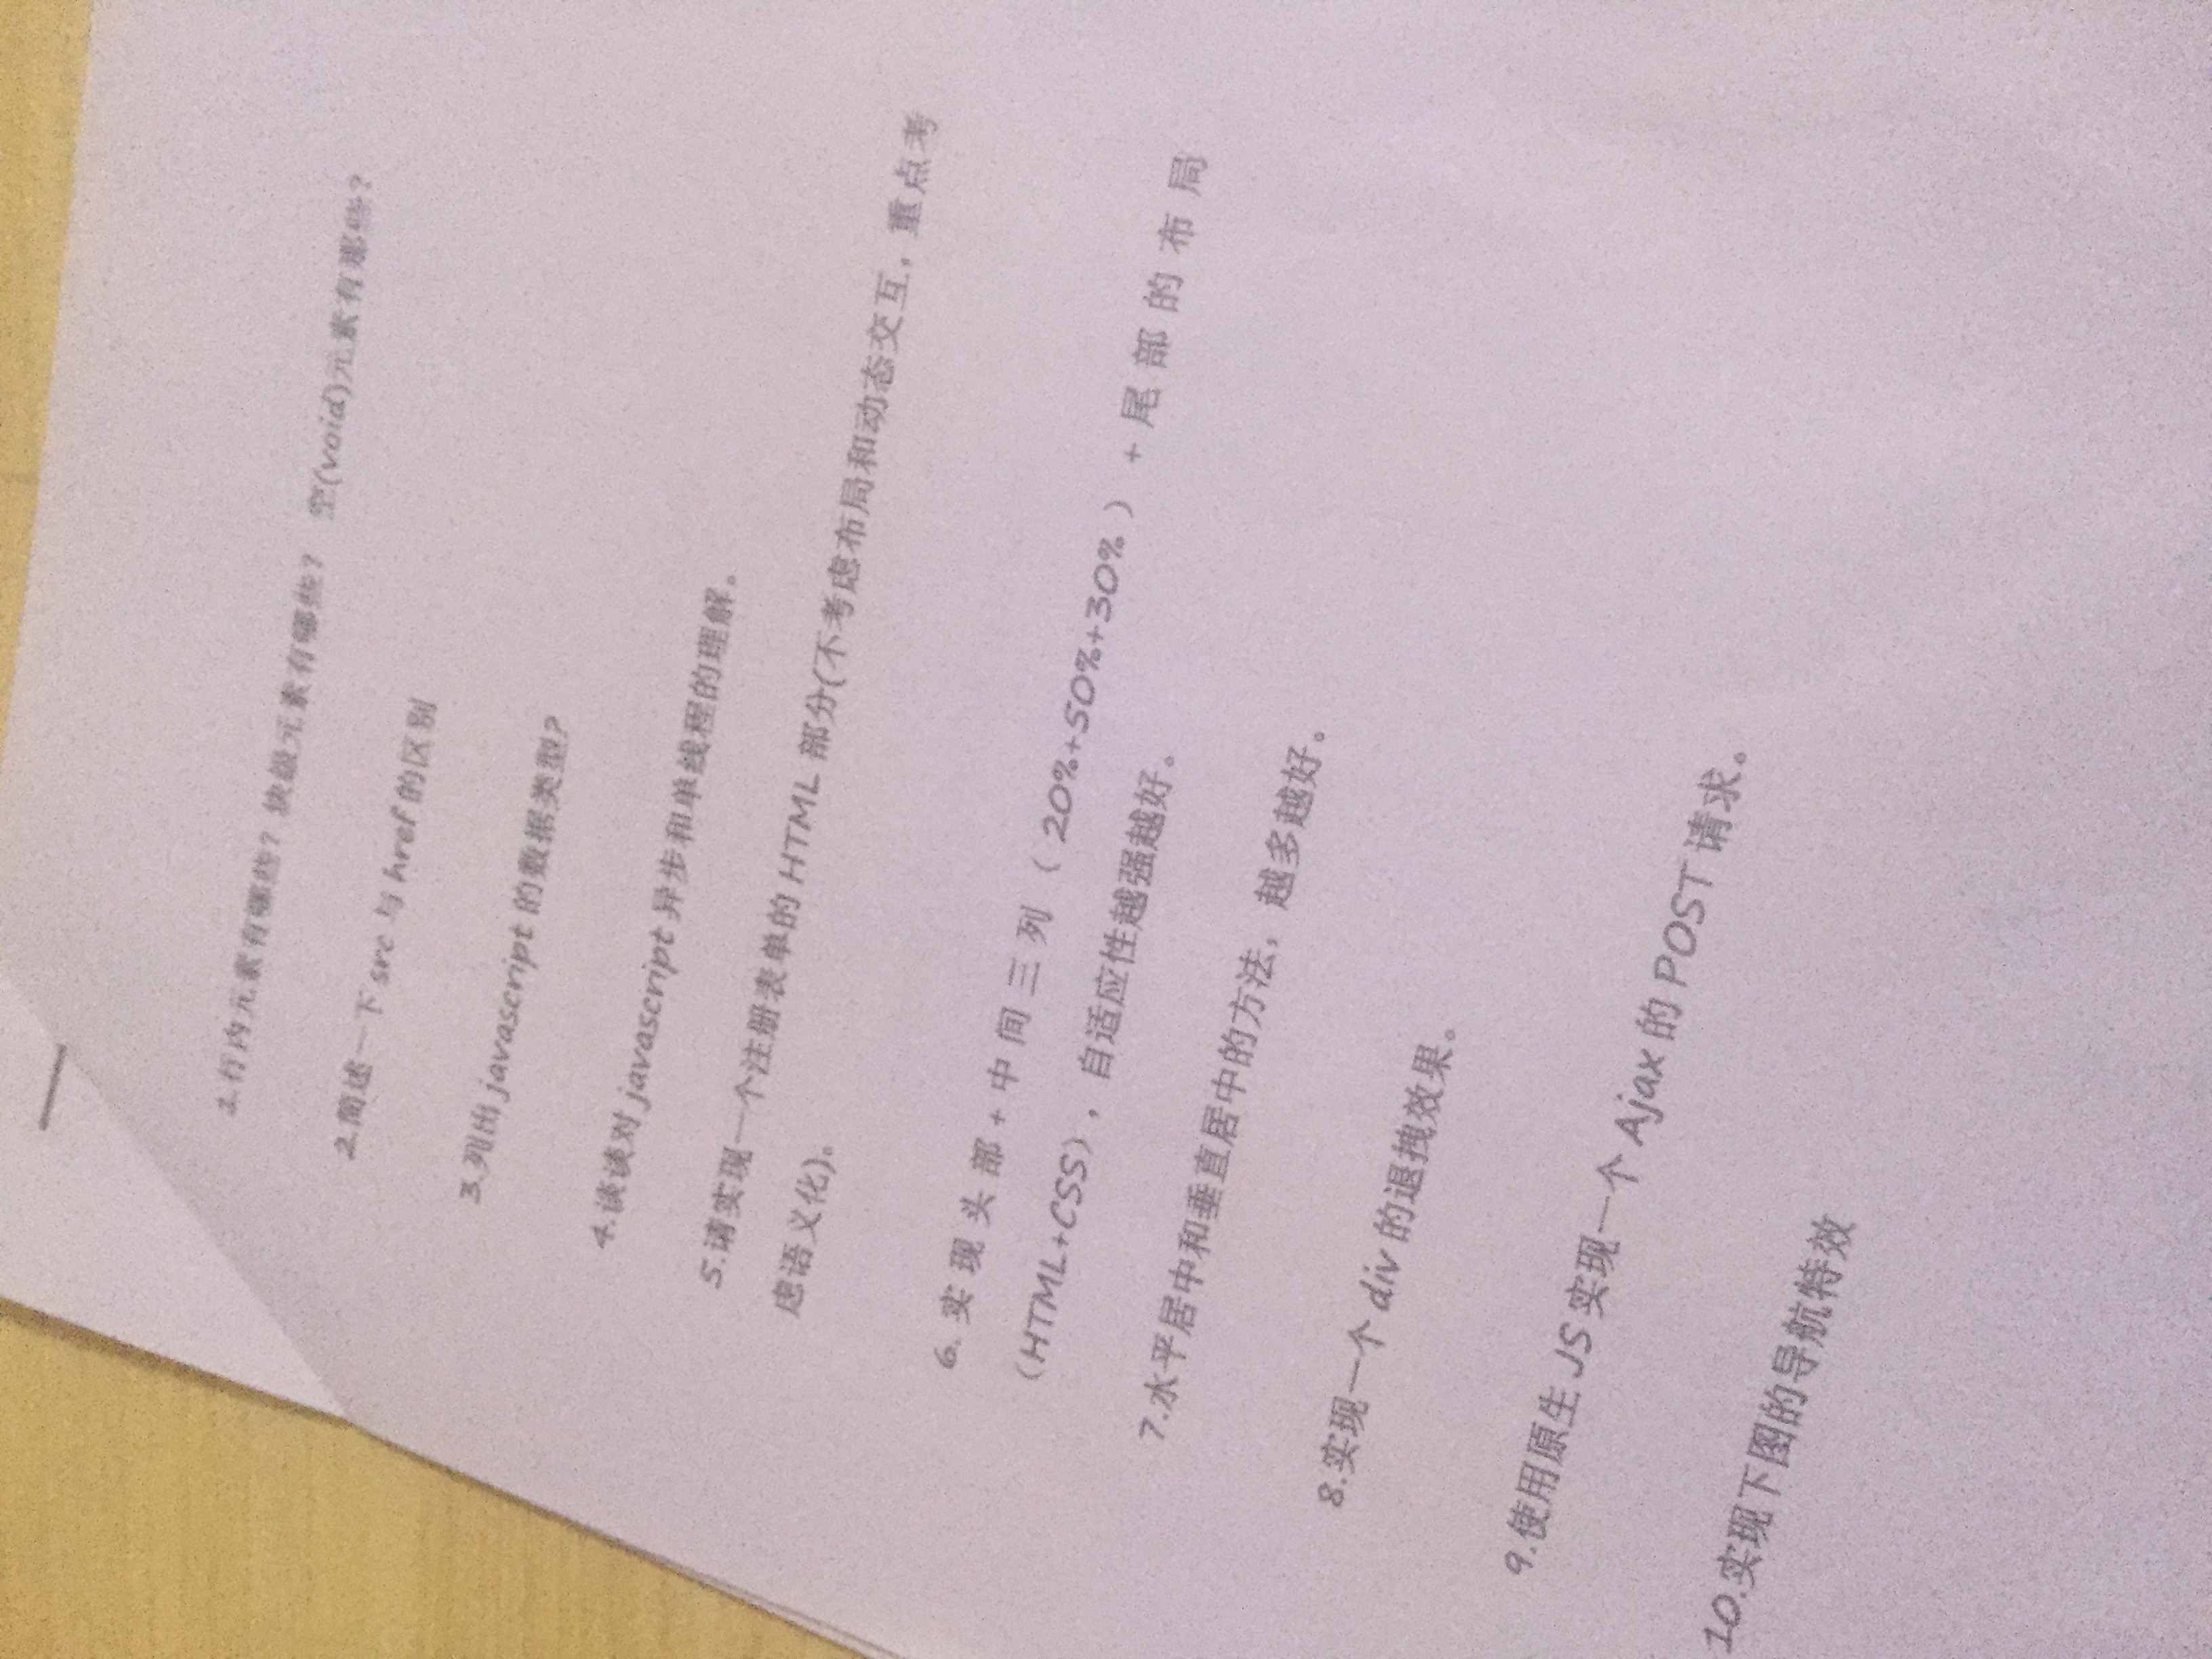 1.行内元素有哪些？块级元素有哪些？ 空(void)元素有那些？
2.简述一下 src 与 href 的区别
3.列出 javascript 的数据类型?
4.谈谈对 javascript 异步和单线程的理解。
5.请实现一个注册表单的 HTML 部分(不考虑布局和动态交互，重点考
虑语义化)。
6. 实现头部+中间三列（20%+50%+30%）+尾部的布局
（HTML+CSS），自适应性越强越好。
7.水平居中和垂直居中的方法，越多越好。
8.实现一个 div 的退拽效果。
9.使用原生 JS 实现一个 Ajax 的 POST 请求。
10.实现下图的导航特效